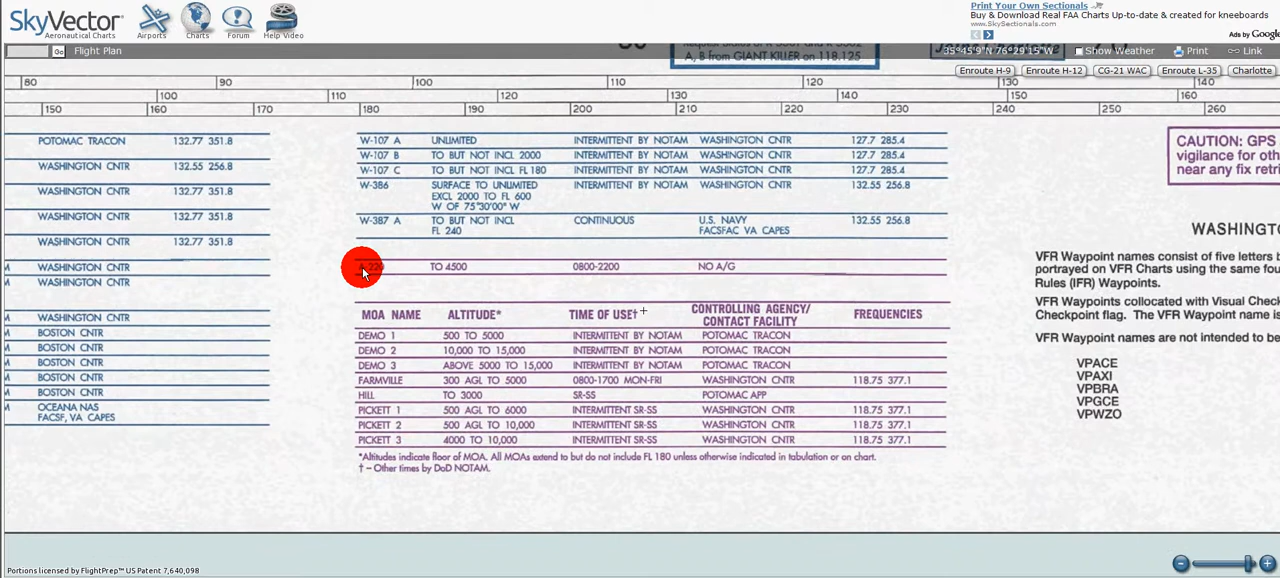 SkyVector
Aeronautical Charts
Airports
Charts
Forum
Help Video
Print Your Own Sectionals
Buy & Download Real FAA Charts Up-to-date & created for kneeboards
www.SkySectionals.com
Ads by Google
Go
Flight Plan
A, B from GIANT KILLER on 118.125
35°45'9"N 76°29'15"W
Show Weather
Print
Link
Enroute H-9
Enroute H-12
CG-21 WAC
Enroute L-35
Charlotte
80 90 100 110 120 130 140
100 110 120 130 140 150 160
150 160 170 180 190 200 210 220 230 240 250 260
POTOMAC TRACON 132.77 351.8
WASHINGTON CNTR 132.55 256.8
WASHINGTON CNTR 132.77 351.8
WASHINGTON CNTR 132.77 351.8
WASHINGTON CNTR 132.77 351.8
WASHINGTON CNTR
WASHINGTON CNTR
WASHINGTON CNTR
BOSTON CNTR
BOSTON CNTR
BOSTON CNTR
BOSTON CNTR
BOSTON CNTR
OCEANA NAS
FACSF, VA CAPES
W-107 A UNLIMITED INTERMITTENT BY NOTAM WASHINGTON CNTR 127.7 285.4
W-107 B TO BUT NOT INCL 2000 INTERMITTENT BY NOTAM WASHINGTON CNTR 127.7 285.4
W-107 C TO BUT NOT INCL FL 180 INTERMITTENT BY NOTAM WASHINGTON CNTR 127.7 285.4
W-386 SURFACE TO UNLIMITED INTERMITTENT BY NOTAM WASHINGTON CNTR 132.55 256.8
EXCL 2000 TO FL 600
W OF 75°30'00" W
W-387 A TO BUT NOT INCL CONTINUOUS U.S. NAVY 132.55 256.8
FL 240 FACSFAC VA CAPES
A-220 TO 4500 0800-2200 NO A/G
MOA NAME ALTITUDE* TIME OF USE† CONTROLLING AGENCY/ FREQUENCIES
CONTACT FACILITY
DEMO 1 500 TO 5000 INTERMITTENT BY NOTAM POTOMAC TRACON
DEMO 2 10,000 TO 15,000 INTERMITTENT BY NOTAM POTOMAC TRACON
DEMO 3 ABOVE 5000 TO 15,000 INTERMITTENT BY NOTAM POTOMAC TRACON
FARMVILLE 300 AGL TO 5000 0800-1700 MON-FRI WASHINGTON CNTR 118.75 377.1
HILL TO 3000 SR-SS POTOMAC APP
PICKETT 1 500 AGL TO 6000 INTERMITTENT SR-SS WASHINGTON CNTR 118.75 377.1
PICKETT 2 500 AGL TO 10,000 INTERMITTENT SR-SS WASHINGTON CNTR 118.75 377.1
PICKETT 3 4000 TO 10,000 INTERMITTENT SR-SS WASHINGTON CNTR 118.75 377.1
*Altitudes indicate floor of MOA. All MOAs extend to but do not include FL 180 unless otherwise indicated in tabulation or on chart.
† – Other times by DoD NOTAM.
CAUTION: GPS
vigilance for oth
near any fix retri
WASHINGTO
VFR Waypoint names consist of five letters b
portrayed on VFR Charts using the same fou
Rules (IFR) Waypoints.
VFR Waypoints collocated with Visual Chec
Checkpoint flag. The VFR Waypoint name is
VFR Waypoint names are not intended to be
VPACE
VPAXI
VPBRA
VPGCE
VPWZO
Portions licensed by FlightPrep™ US Patent 7,640,098